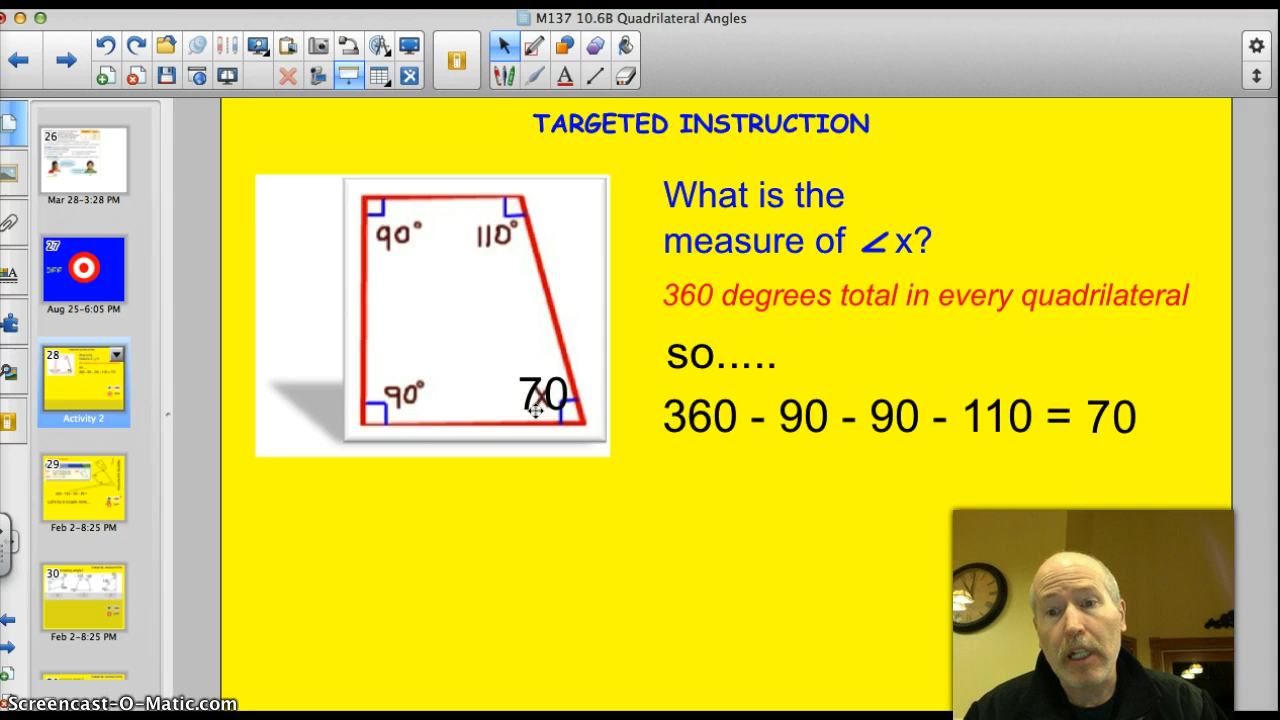 M137 10.6B Quadrilateral Angles
TARGETED INSTRUCTION
26
Mar 28-3:28 PM
27
Aug 25-6:05 PM
28
Activity 2
29
Feb 2-8:25 PM
30
Feb 2-8:25 PM
90° 110°
90° 70
What is the
measure of ∠ x?
360 degrees total in every quadrilateral
so.....
360 - 90 - 90 - 110 = 70
Screencast-O-Matic.com